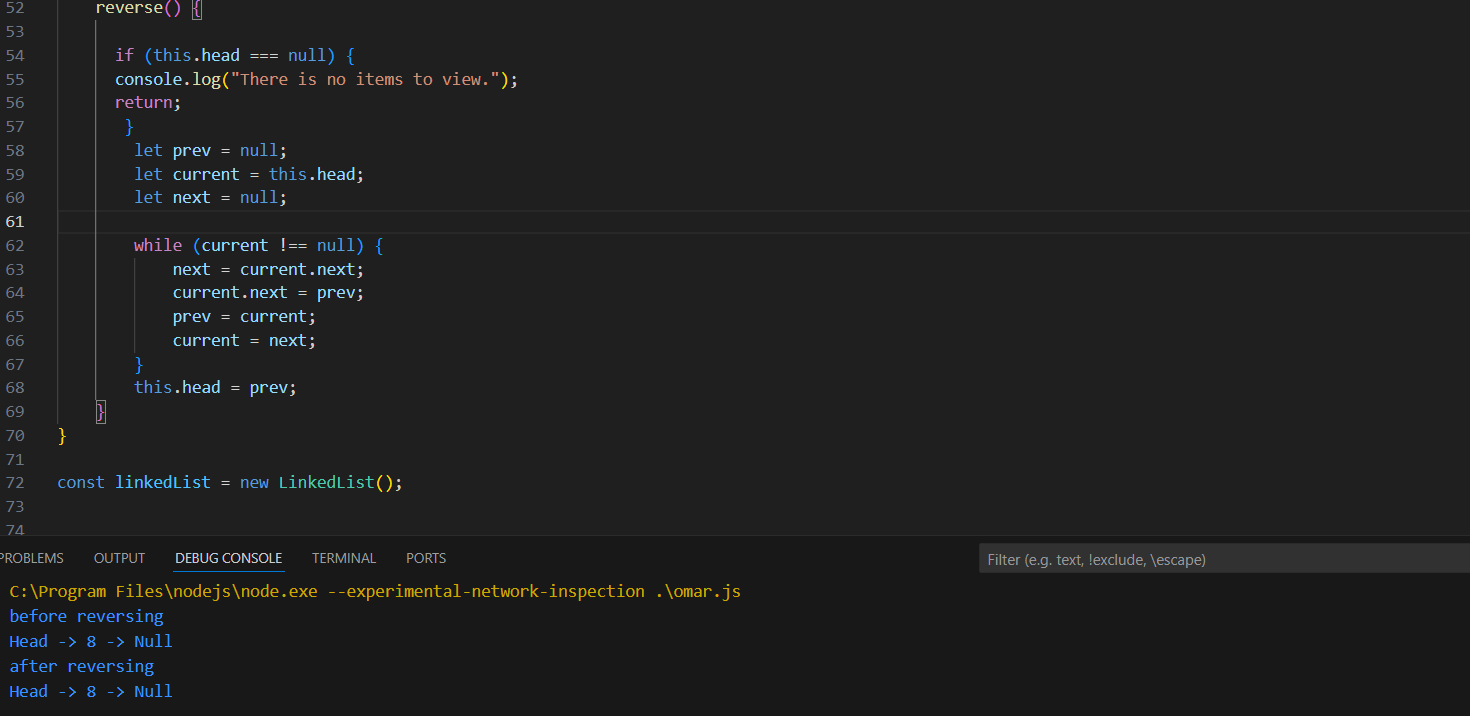 52 reverse() {
53
54 if (this.head === null) {
55 console.log("There is no items to view.");
56 return;
57 }
58 let prev = null;
59 let current = this.head;
60 let next = null;
61
62 while (current !== null) {
63 next = current.next;
64 current.next = prev;
65 prev = current;
66 current = next;
67 }
68 this.head = prev;
69 }
70 }
71
72 const linkedList = new LinkedList();
73
74
PROBLEMS OUTPUT DEBUG CONSOLE TERMINAL PORTS Filter (e.g. text, !exclude, \escape)
C:\Program Files\nodejs\node.exe --experimental-network-inspection .\omar.js
before reversing
Head -> 8 -> Null
after reversing
Head -> 8 -> Null